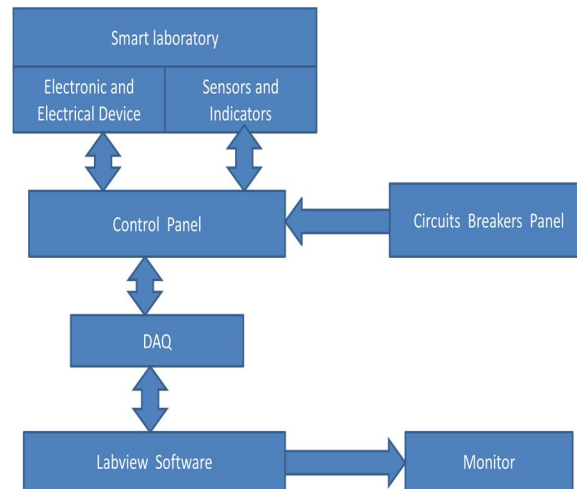 Smart laboratory
Electronic and
Electrical Device
Sensors and
Indicators
Control Panel
Circuits Breakers Panel
DAQ
Labview Software
Monitor